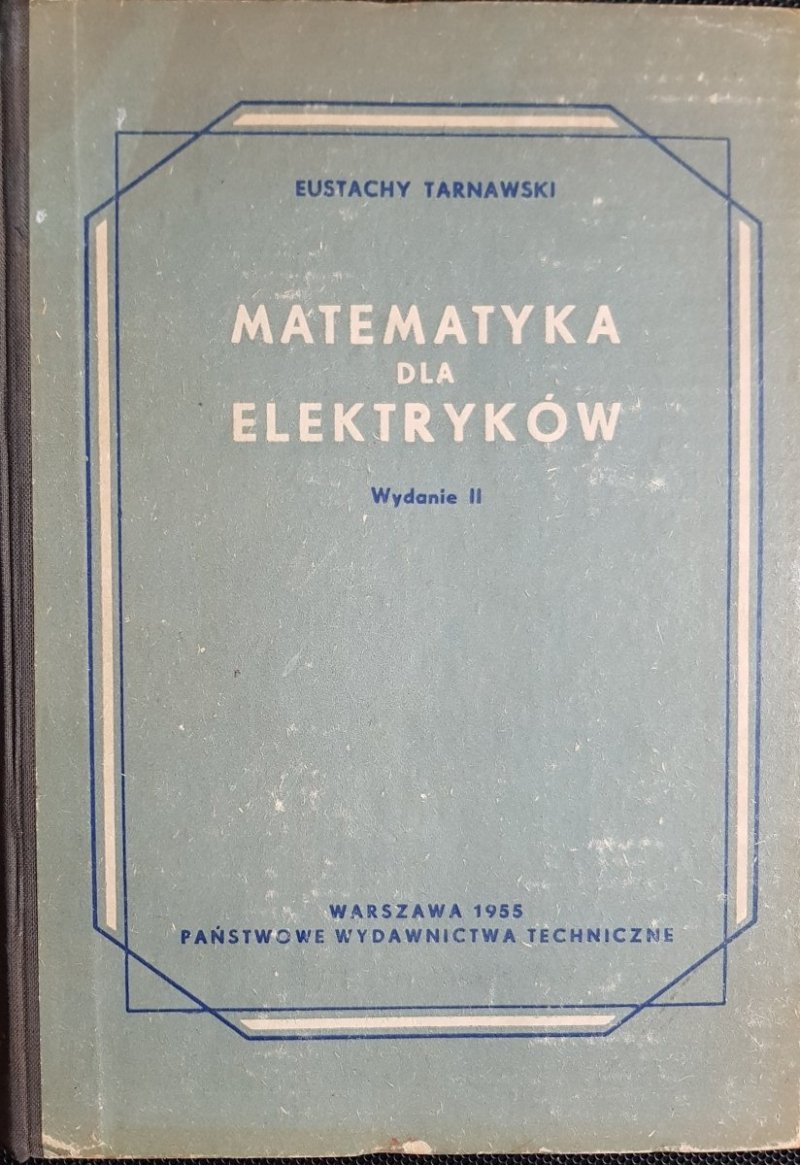 EUSTACHY TARNAWSKI
MATEMATYKA
DLA
ELEKTRYKÓW
Wydanie II
WARSZAWA 1955
PAŃSTWOWE WYDAWNICTWA TECHNICZNE